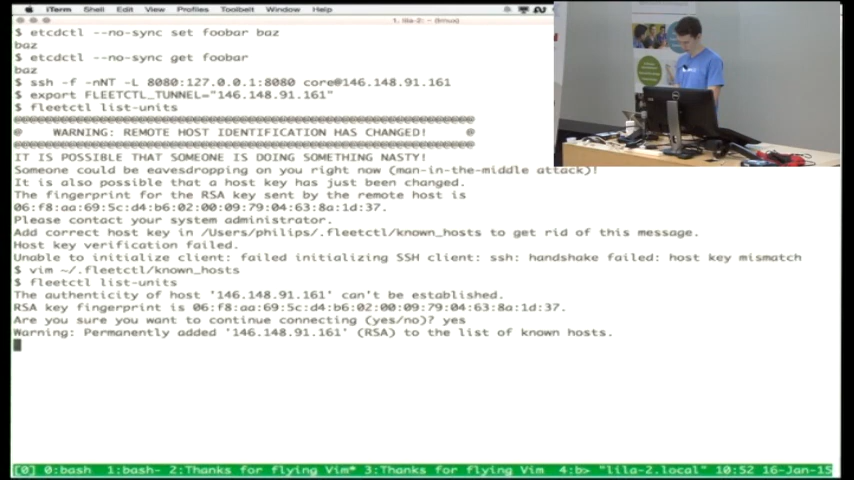 iTerm Shell Edit View Profiles Toolbelt Window Help
1. lila-2: ~ (tmux)
$ etcdctl --no-sync set foobar baz
baz
$ etcdctl --no-sync get foobar
baz
$ ssh -f -nNT -L 8080:127.0.0.1:8080 core@146.148.91.161
$ export FLEETCTL_TUNNEL="146.148.91.161"
$ fleetctl list-units
@@@@@@@@@@@@@@@@@@@@@@@@@@@@@@@@@@@@@@@@@@@@@@@@@@@@@@@@@@@
@ WARNING: REMOTE HOST IDENTIFICATION HAS CHANGED! @
@@@@@@@@@@@@@@@@@@@@@@@@@@@@@@@@@@@@@@@@@@@@@@@@@@@@@@@@@@@
IT IS POSSIBLE THAT SOMEONE IS DOING SOMETHING NASTY!
Someone could be eavesdropping on you right now (man-in-the-middle attack)!
It is also possible that a host key has just been changed.
The fingerprint for the RSA key sent by the remote host is
06:f8:aa:69:5c:d4:b6:02:00:09:79:04:63:8a:1d:37.
Please contact your system administrator.
Add correct host key in /Users/philips/.fleetctl/known_hosts to get rid of this message.
Host key verification failed.
Unable to initialize client: failed initializing SSH client: ssh: handshake failed: host key mismatch
$ vim ~/.fleetctl/known_hosts
$ fleetctl list-units
The authenticity of host '146.148.91.161' can't be established.
RSA key fingerprint is 06:f8:aa:69:5c:d4:b6:02:00:09:79:04:63:8a:1d:37.
Are you sure you want to continue connecting (yes/no)? yes
Warning: Permanently added '146.148.91.161' (RSA) to the list of known hosts.
[0] 0:bash 1:bash- 2:Thanks for flying Vim* 3:Thanks for flying Vim 4:b> "lila-2.local" 10:52 16-Jan-15